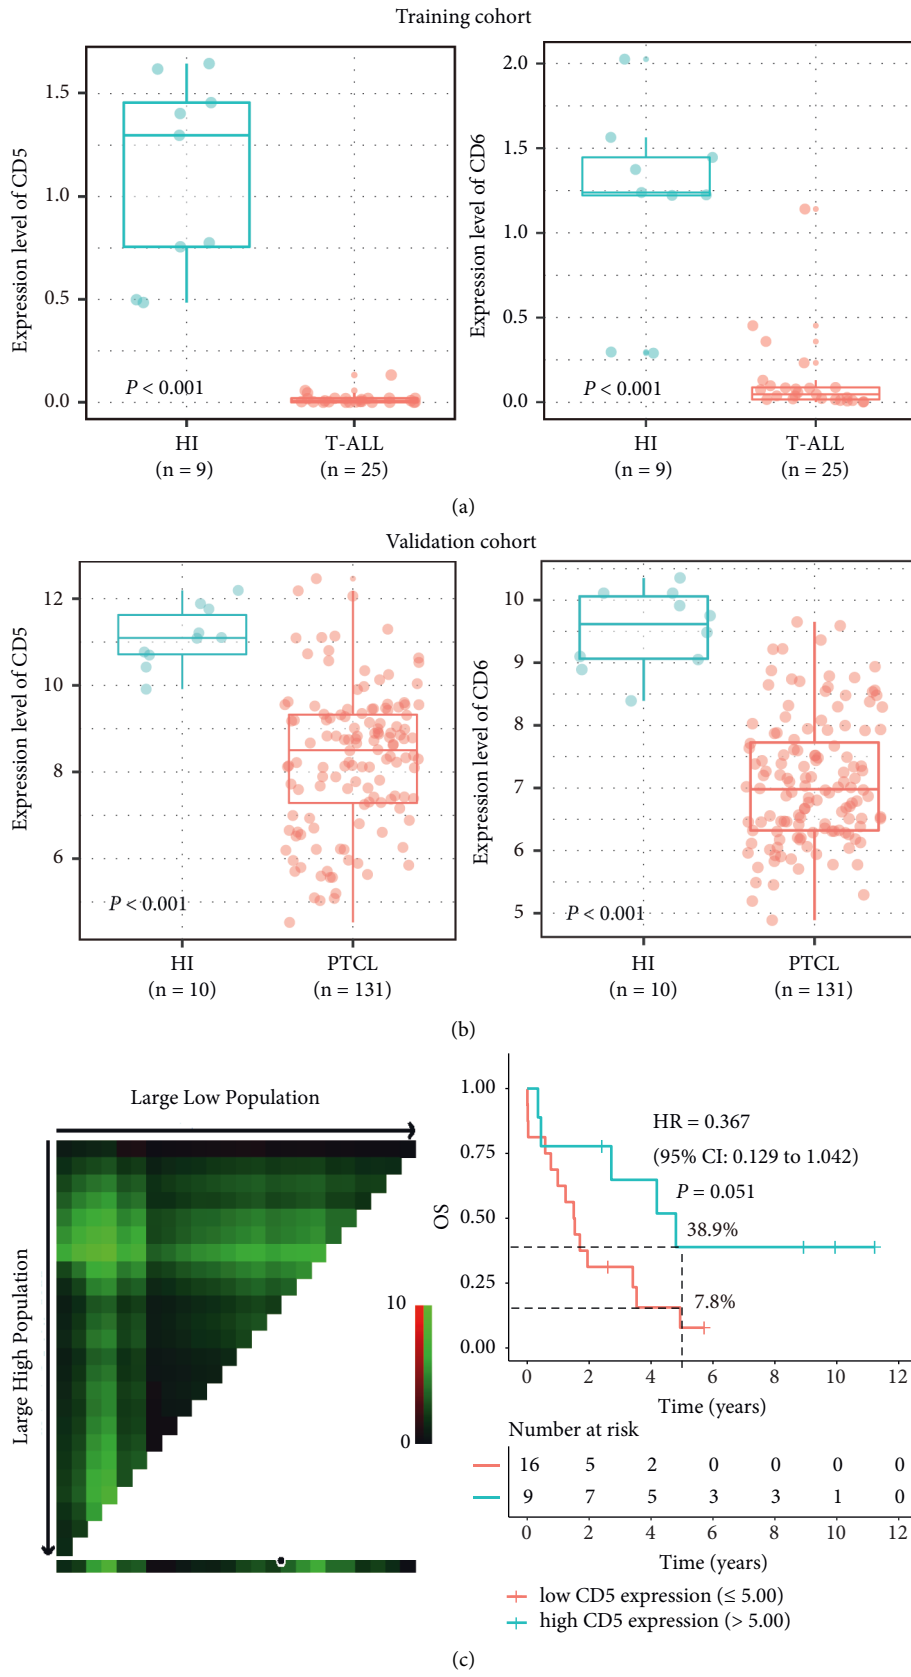 Training cohort
Expression level of CD5
1.5
1.0
0.5
0.0
P < 0.001
HI
(n = 9)
T-ALL
(n = 25)
Expression level of CD6
2.0
1.5
1.0
0.5
0.0
P < 0.001
HI
(n = 9)
T-ALL
(n = 25)
(a)
Validation cohort
Expression level of CD5
12
10
8
6
P < 0.001
HI
(n = 10)
PTCL
(n = 131)
Expression level of CD6
10
9
8
7
6
5
P < 0.001
HI
(n = 10)
PTCL
(n = 131)
(b)
Large Low Population
Large High Population
10
0
OS
1.00
0.75
0.50
0.25
0.00
HR = 0.367
(95% CI: 0.129 to 1.042)
P = 0.051
38.9%
7.8%
0 2 4 6 8 10 12
Time (years)
Number at risk
16 5 2 0 0 0 0
9 7 5 3 3 1 0
0 2 4 6 8 10 12
Time (years)
low CD5 expression (≤ 5.00)
high CD5 expression (> 5.00)
(c)